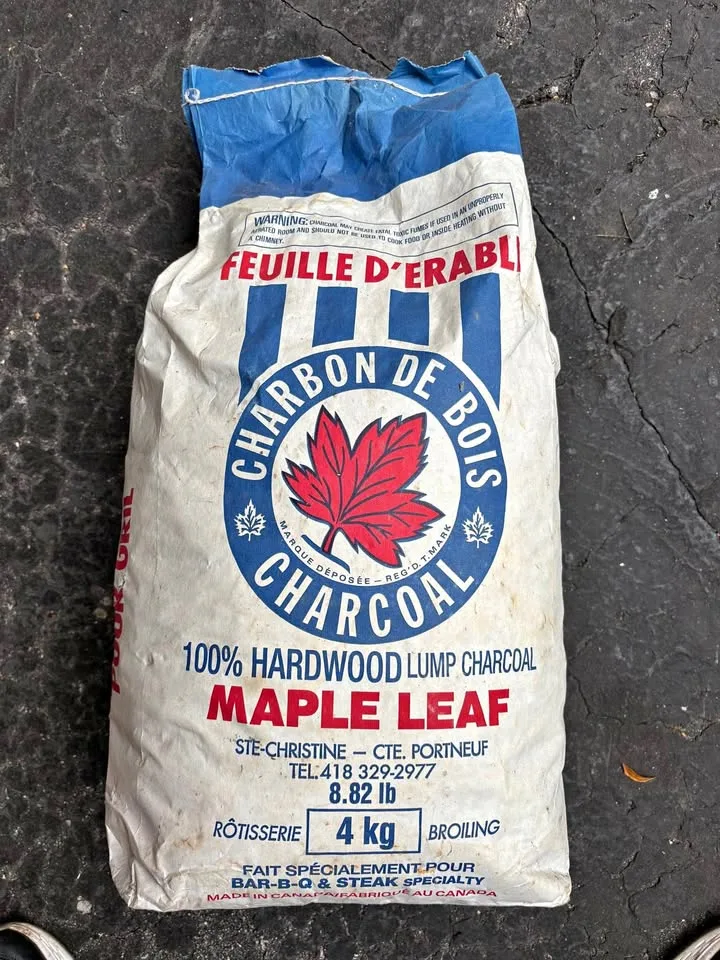 WARNING: CHARCOAL MAY CREATE FATAL TOXIC FUMES IF USED IN AN UNPROPERLY
AERATED ROOM AND SHOULD NOT BE USED TO COOK FOOD OR INSIDE HEATING WITHOUT
A CHIMNEY.
FEUILLE D'ERABL
CHARBON DE BOIS
MARQUE DÉPOSÉE – REG'D. T. MARK
CHARCOAL
POUR GRIL
100% HARDWOOD LUMP CHARCOAL
MAPLE LEAF
STE-CHRISTINE – CTE. PORTNEUF
TEL. 418 329-2977
8.82 lb
RÔTISSERIE 4 kg BROILING
FAIT SPÉCIALEMENT POUR
BAR-B-Q & STEAK SPECIALTY
MADE IN CANADA/FABRIQUÉ AU CANADA